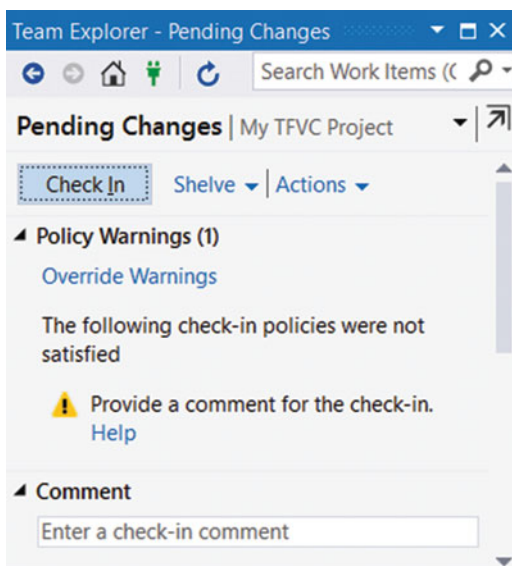 Team Explorer - Pending Changes
Search Work Items ((
Pending Changes | My TFVC Project
Check In Shelve | Actions
Policy Warnings (1)
Override Warnings
The following check-in policies were not
satisfied
Provide a comment for the check-in.
Help
Comment
Enter a check-in comment